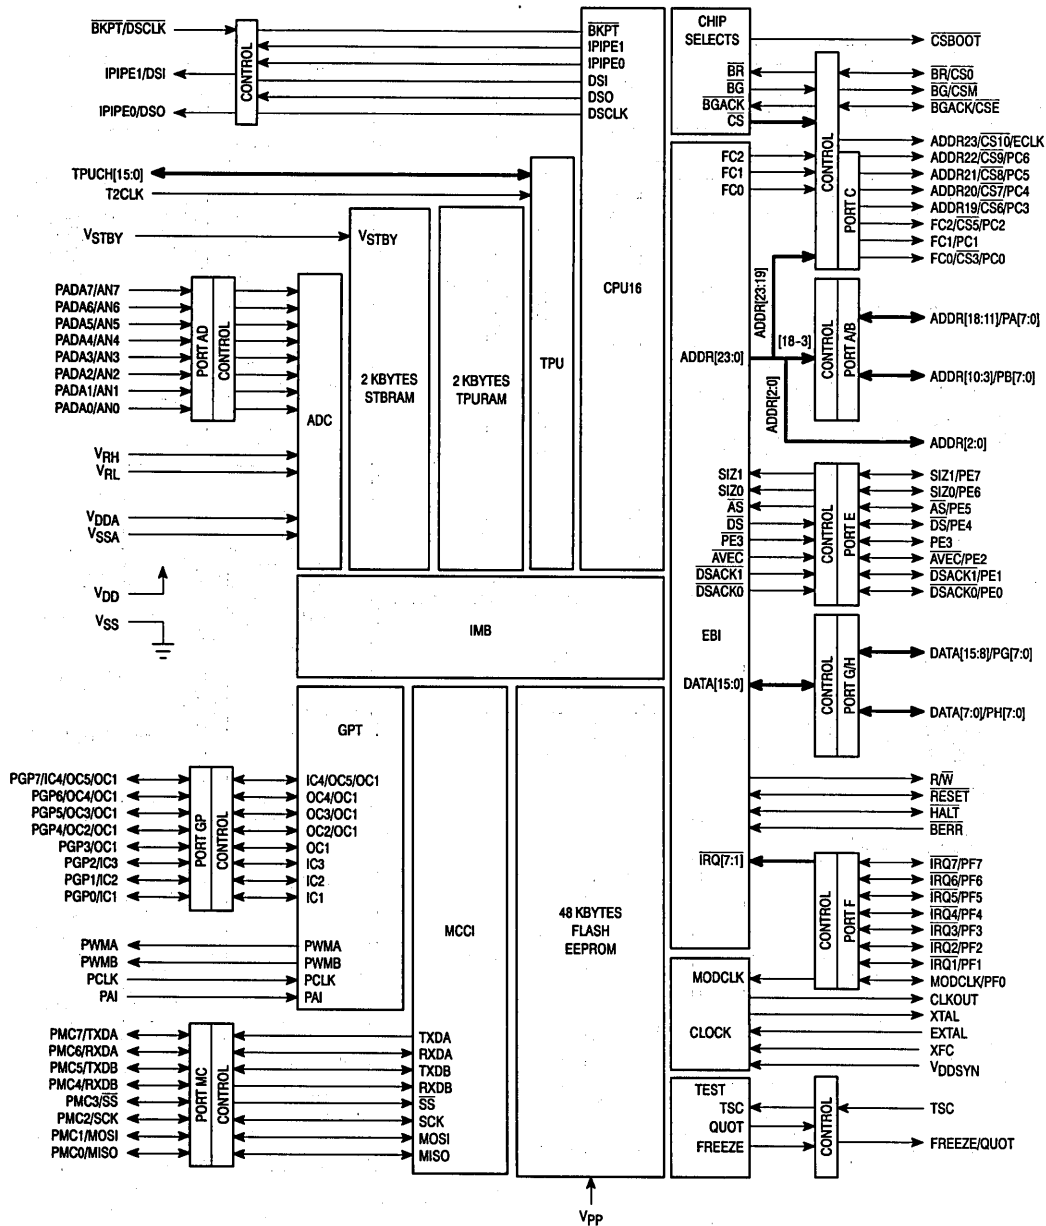 BKPT/DSCLK
IPIPE1/DSI
IPIPE0/DSO
CONTROL
BKPT
IPIPE1
IPIPE0
DSI
DSO
DSCLK
CPU16
TPUCH[15:0]
T2CLK
TPU
VSTBY
VSTBY
2 KBYTES
STBRAM
2 KBYTES
TPURAM
PADA7/AN7
PADA6/AN6
PADA5/AN5
PADA4/AN4
PADA3/AN3
PADA2/AN2
PADA1/AN1
PADA0/AN0
PORT AD
CONTROL
ADC
VRH
VRL
VDDA
VSSA
VDD
VSS
IMB
CHIP
SELECTS
BR
BG
BGACK
CS
CSBOOT
BR/CS0
BG/CSM
BGACK/CSE
CONTROL
PORT C
ADDR23/CS10/ECLK
ADDR22/CS9/PC6
ADDR21/CS8/PC5
ADDR20/CS7/PC4
ADDR19/CS6/PC3
FC2/CS5/PC2
FC1/PC1
FC0/CS3/PC0
FC2
FC1
FC0
ADDR[23:0]
ADDR[23:19]
[18-3]
ADDR[2:0]
CONTROL
PORT A/B
ADDR[18:11]/PA[7:0]
ADDR[10:3]/PB[7:0]
ADDR[2:0]
SIZ1
SIZ0
AS
DS
PE3
AVEC
DSACK1
DSACK0
CONTROL
PORT E
SIZ1/PE7
SIZ0/PE6
AS/PE5
DS/PE4
PE3
AVEC/PE2
DSACK1/PE1
DSACK0/PE0
EBI
DATA[15:0]
CONTROL
PORT G/H
DATA[15:8]/PG[7:0]
DATA[7:0]/PH[7:0]
R/W
RESET
HALT
BERR
IRQ[7:1]
CONTROL
PORT F
IRQ7/PF7
IRQ6/PF6
IRQ5/PF5
IRQ4/PF4
IRQ3/PF3
IRQ2/PF2
IRQ1/PF1
MODCLK/PF0
MODCLK
CLOCK
CLKOUT
XTAL
EXTAL
XFC
VDDSYN
TEST
TSC
QUOT
FREEZE
CONTROL
TSC
FREEZE/QUOT
GPT
PGP7/IC4/OC5/OC1
PGP6/OC4/OC1
PGP5/OC3/OC1
PGP4/OC2/OC1
PGP3/OC1
PGP2/IC3
PGP1/IC2
PGP0/IC1
PORT GP
CONTROL
IC4/OC5/OC1
OC4/OC1
OC3/OC1
OC2/OC1
OC1
IC3
IC2
IC1
PWMA
PWMB
PCLK
PAI
PWMA
PWMB
PCLK
PAI
MCCI
48 KBYTES
FLASH
EEPROM
PMC7/TXDA
PMC6/RXDA
PMC5/TXDB
PMC4/RXDB
PMC3/SS
PMC2/SCK
PMC1/MOSI
PMC0/MISO
PORT MC
CONTROL
TXDA
RXDA
TXDB
RXDB
SS
SCK
MOSI
MISO
VPP